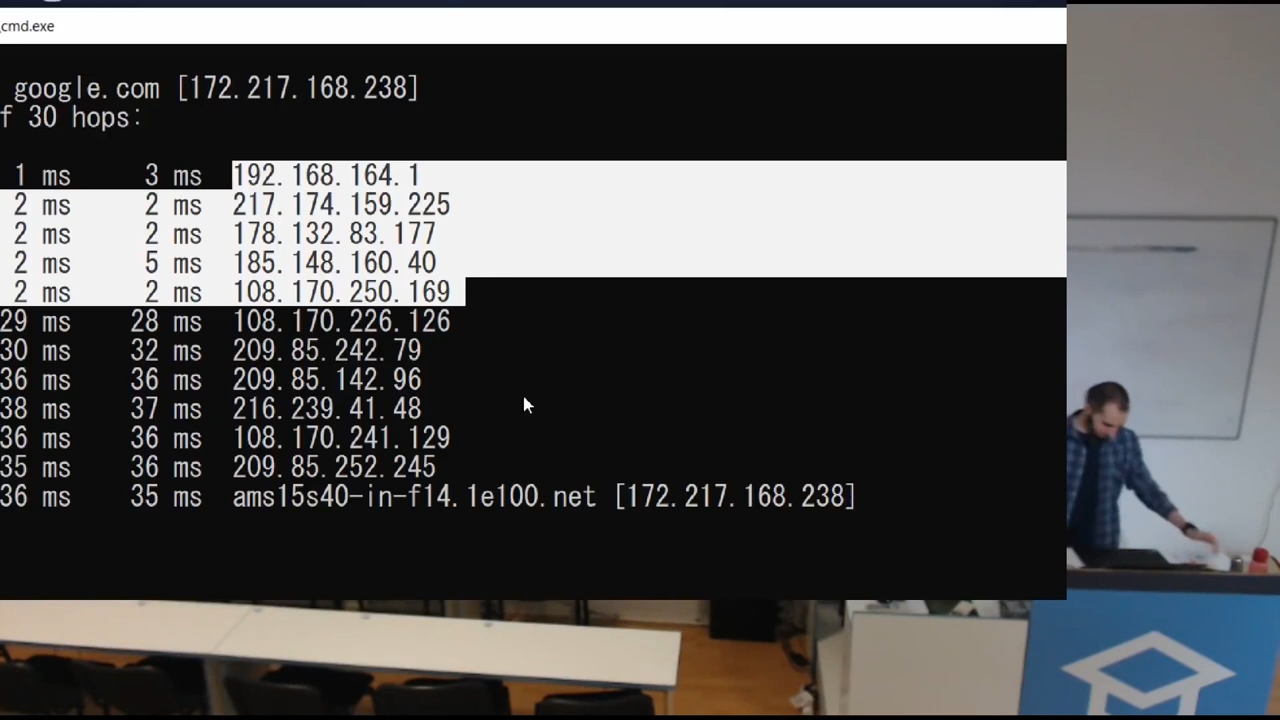 cmd.exe
google.com [172.217.168.238]
f 30 hops:
1 ms 3 ms 192.168.164.1
2 ms 2 ms 217.174.159.225
2 ms 2 ms 178.132.83.177
2 ms 5 ms 185.148.160.40
2 ms 2 ms 108.170.250.169
29 ms 28 ms 108.170.226.126
30 ms 32 ms 209.85.242.79
36 ms 36 ms 209.85.142.96
38 ms 37 ms 216.239.41.48
36 ms 36 ms 108.170.241.129
35 ms 36 ms 209.85.252.245
36 ms 35 ms ams15s40-in-f14.1e100.net [172.217.168.238]